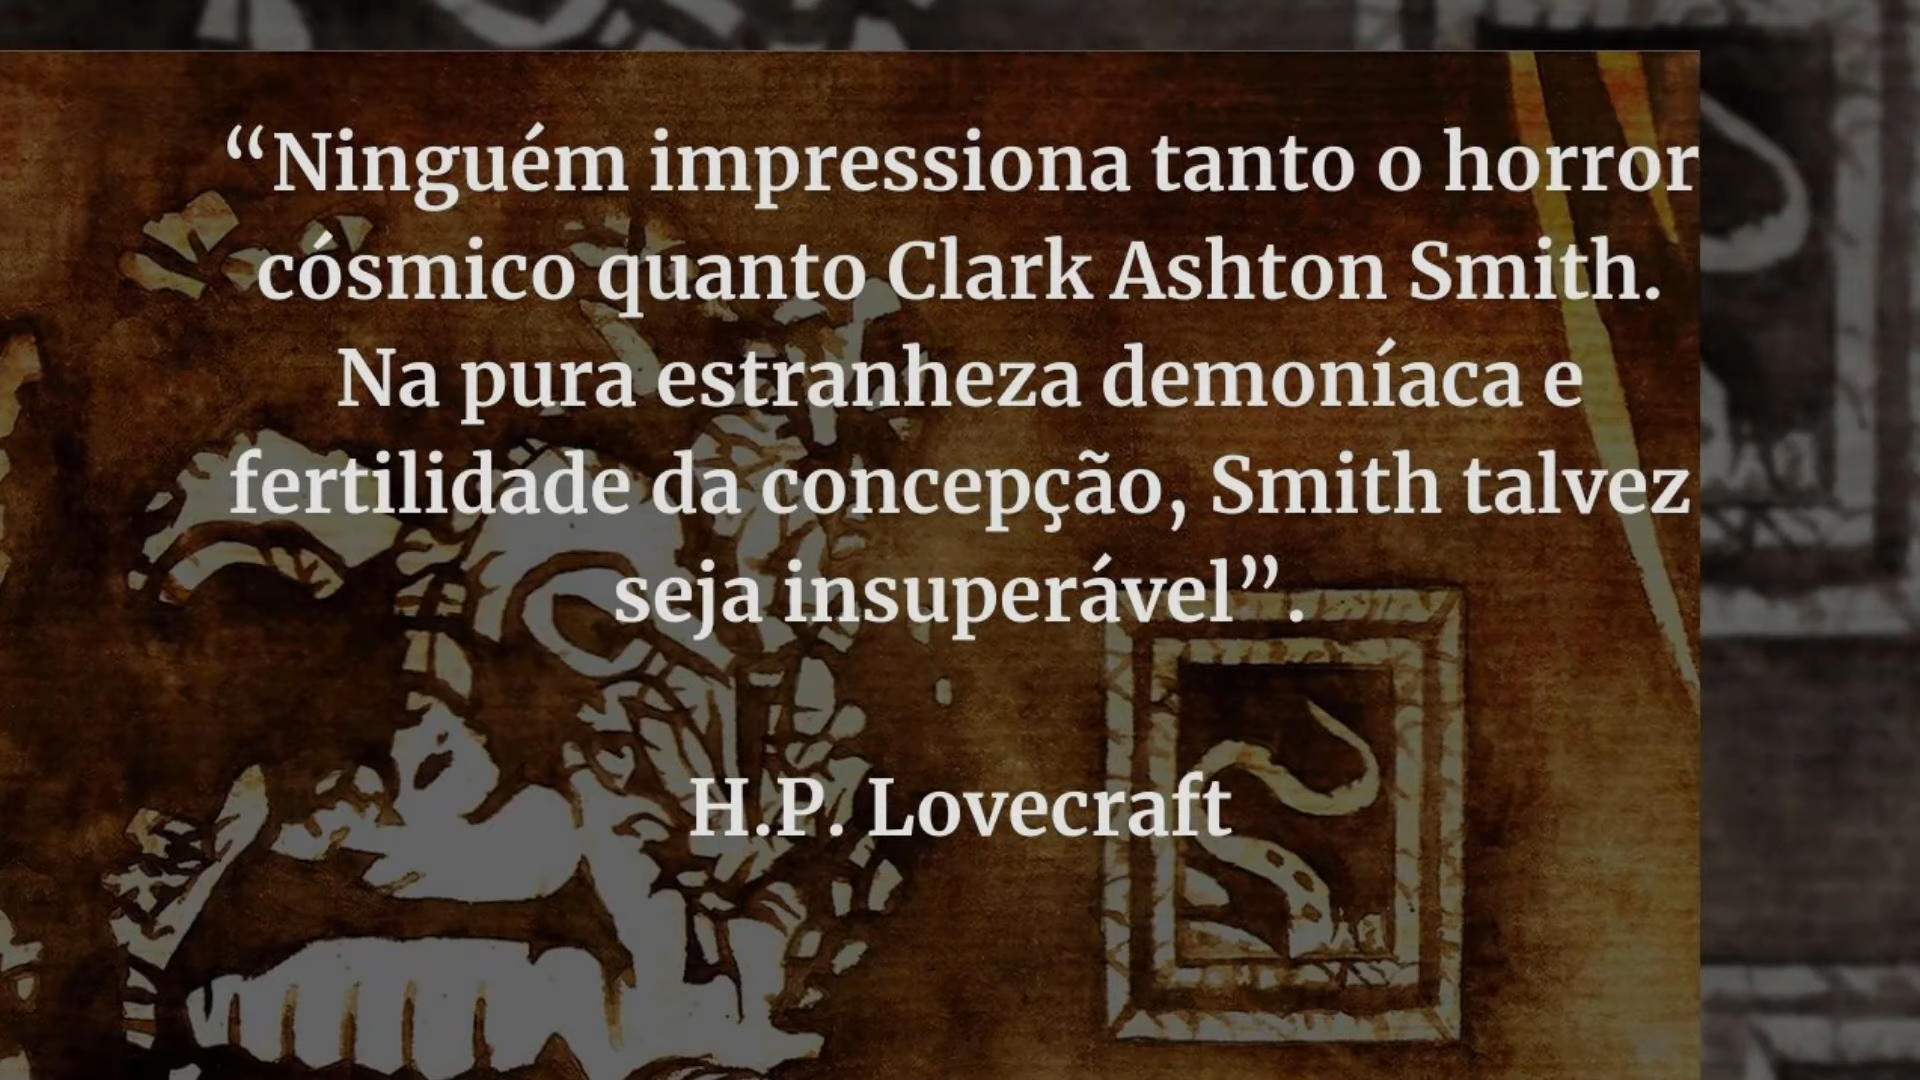 “Ninguém impressiona tanto o horror
cósmico quanto Clark Ashton Smith.
Na pura estranheza demoníaca e
fertilidade da concepção, Smith talvez
seja insuperável”.
H.P. Lovecraft